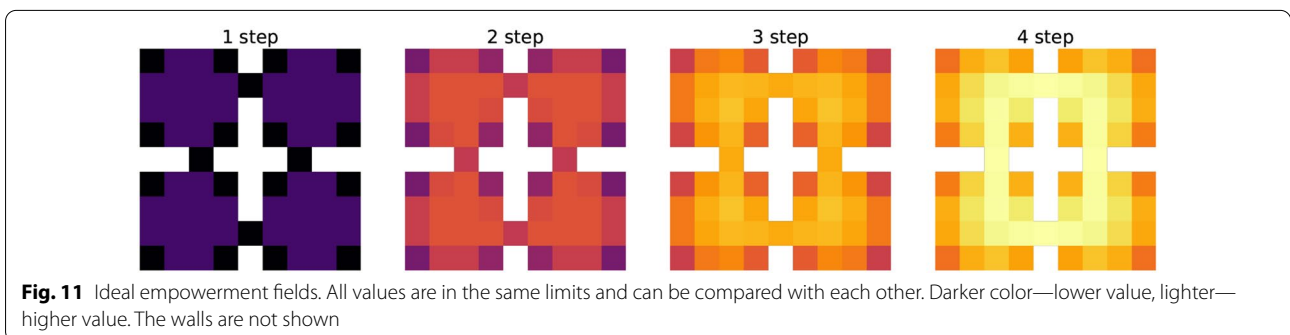 1 step 2 step 3 step 4 step
Fig. 11 Ideal empowerment fields. All values are in the same limits and can be compared with each other. Darker color—lower value, lighter—
higher value. The walls are not shown